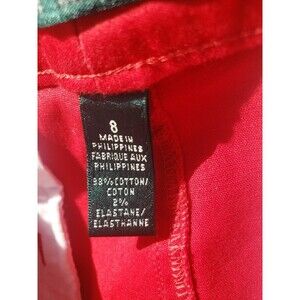 8
MADE IN
PHILIPPINES
FABRIQUE AUX
PHILIPPINES
98% COTTON/
COTON
2%
ELASTANE/
ELASTHANNE